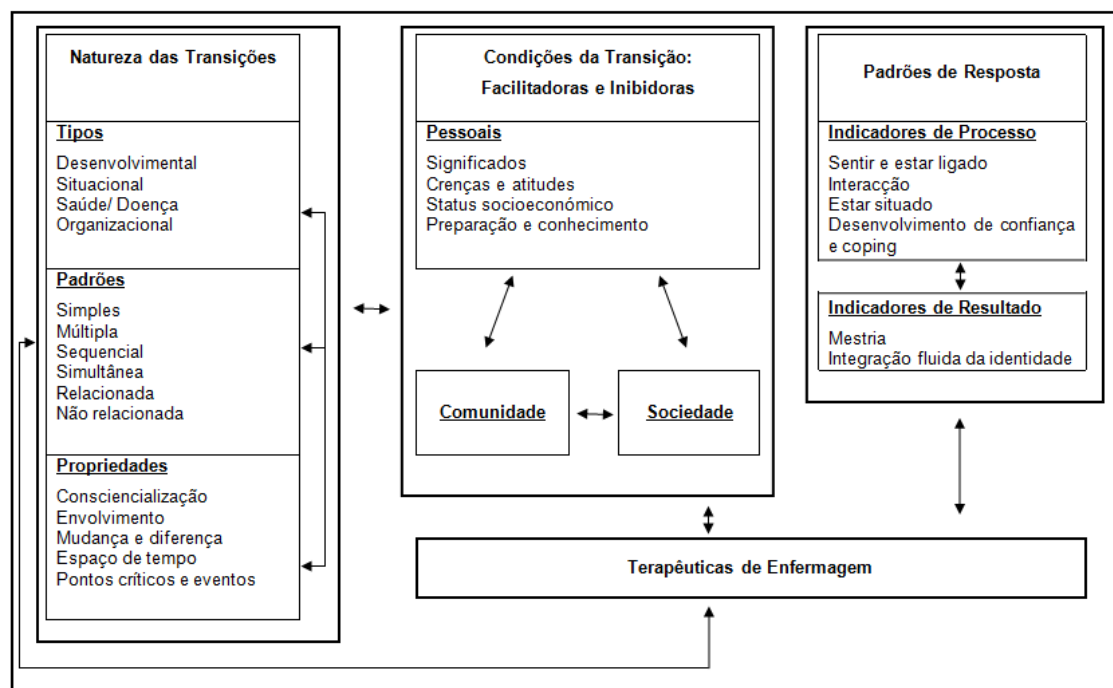 Natureza das Transições
Tipos
Desenvolvimental
Situacional
Saúde/ Doença
Organizacional
Padrões
Simples
Múltipla
Sequencial
Simultânea
Relacionada
Não relacionada
Propriedades
Consciencialização
Envolvimento
Mudança e diferença
Espaço de tempo
Pontos críticos e eventos
Condições da Transição:
Facilitadoras e Inibidoras
Pessoais
Significados
Crenças e atitudes
Status socioeconómico
Preparação e conhecimento
Comunidade
Sociedade
Padrões de Resposta
Indicadores de Processo
Sentir e estar ligado
Interacção
Estar situado
Desenvolvimento de confiança
e coping
Indicadores de Resultado
Mestria
Integração fluida da identidade
Terapêuticas de Enfermagem